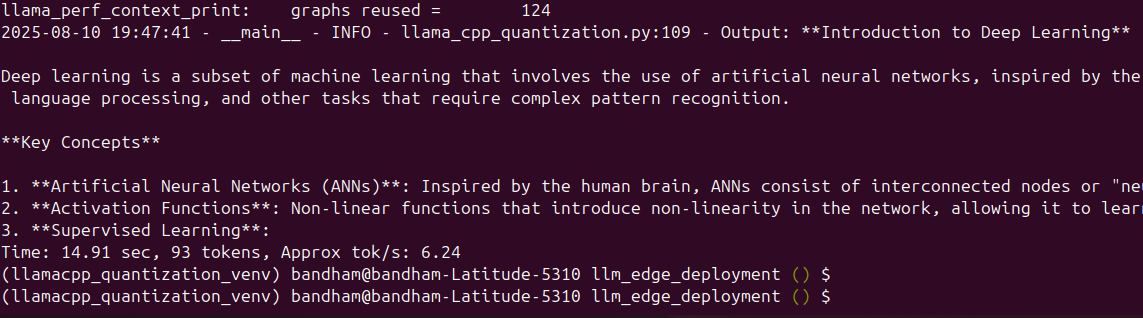 llama_perf_context_print:    graphs reused =        124
2025-08-10 19:47:41 - __main__ - INFO - llama_cpp_quantization.py:109 - Output: **Introduction to Deep Learning**
Deep learning is a subset of machine learning that involves the use of artificial neural networks, inspired by the
 language processing, and other tasks that require complex pattern recognition.
**Key Concepts**
1. **Artificial Neural Networks (ANNs)**: Inspired by the human brain, ANNs consist of interconnected nodes or "neu
2. **Activation Functions**: Non-linear functions that introduce non-linearity in the network, allowing it to lear
3. **Supervised Learning**:
Time: 14.91 sec, 93 tokens, Approx tok/s: 6.24
(llamacpp_quantization_venv) bandham@bandham-Latitude-5310 llm_edge_deployment () $
(llamacpp_quantization_venv) bandham@bandham-Latitude-5310 llm_edge_deployment () $